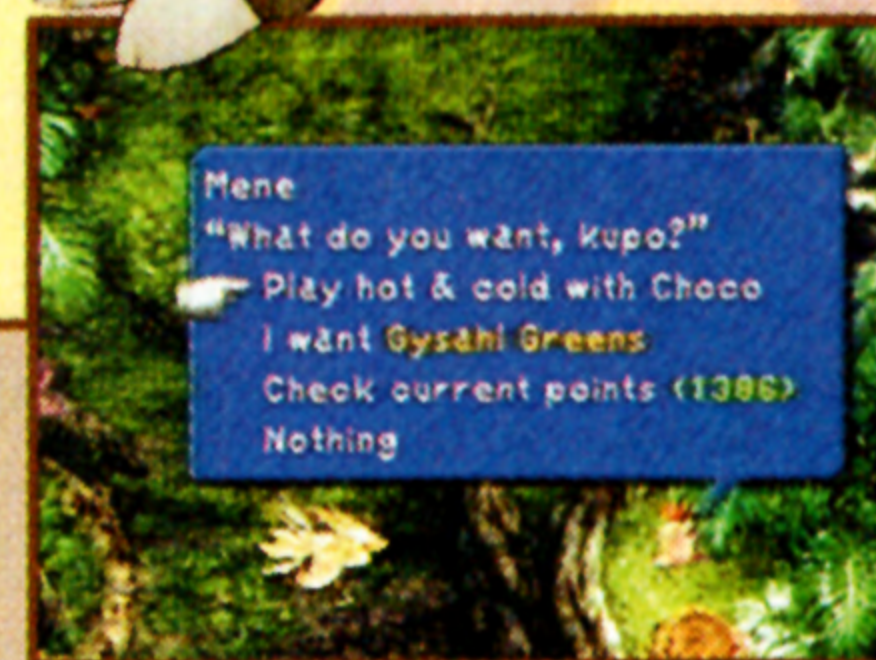 Mene
“What do you want, kupo?”
Play hot & cold with Choco
I want Gysahl Greens
Check current points (1386)
Nothing